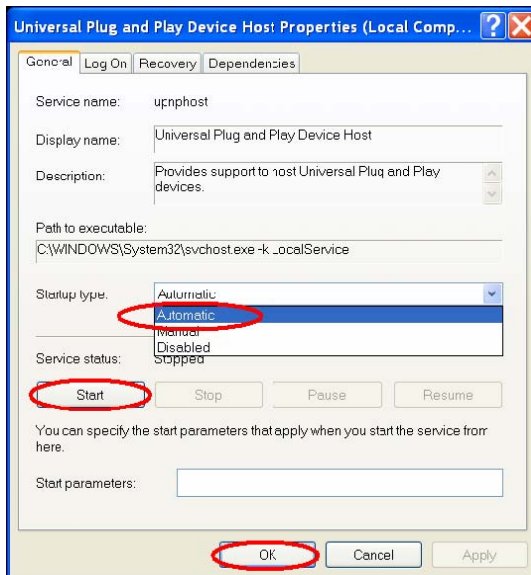 Universal Plug and Play Device Host Properties (Local Comp...
General Log On Recovery Dependencies
Service name: upnphost
Display name: Universal Plug and Play Device Host
Description: Provides support to host Universal Plug and Play
devices.
Path to executable:
C:\WINDOWS\System32\svchost.exe -k LocalService
Startup type: Automatic
Automatic
Manual
Disabled
Service status: Stopped
Start Stop Pause Resume
You can specify the start parameters that apply when you start the service from
here.
Start parameters:
OK Cancel Apply